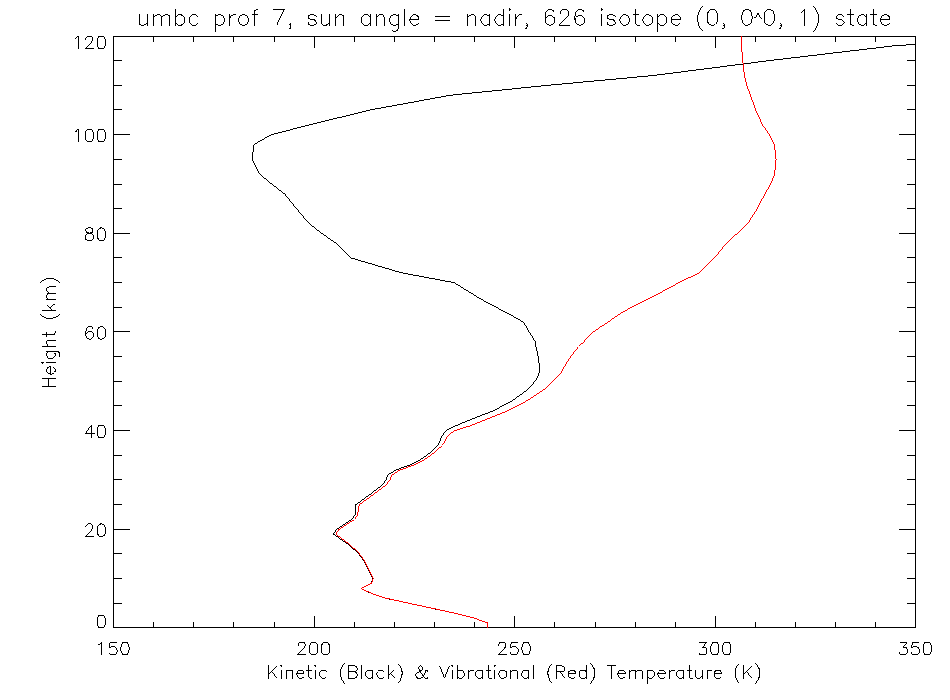 umbc prof 7, sun angle = nadir, 626 isotope (0, 0^0, 1) state
120
100
80
60
40
20
0
Height (km)
150 200 250 300 350
Kinetic (Black) & Vibrational (Red) Temperature (K)